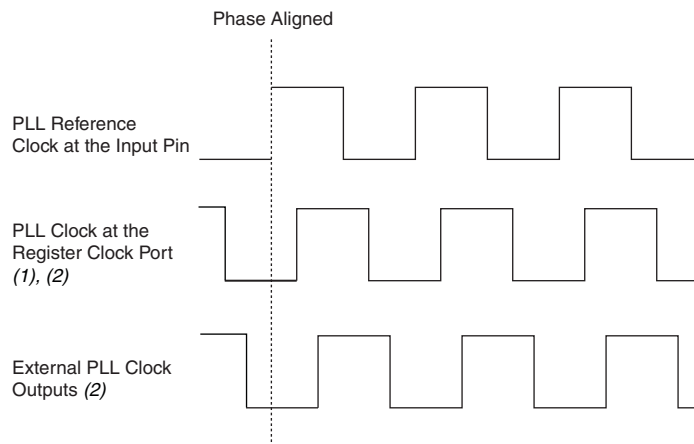 Phase Aligned
PLL Reference
Clock at the Input Pin
PLL Clock at the
Register Clock Port
(1), (2)
External PLL Clock
Outputs (2)